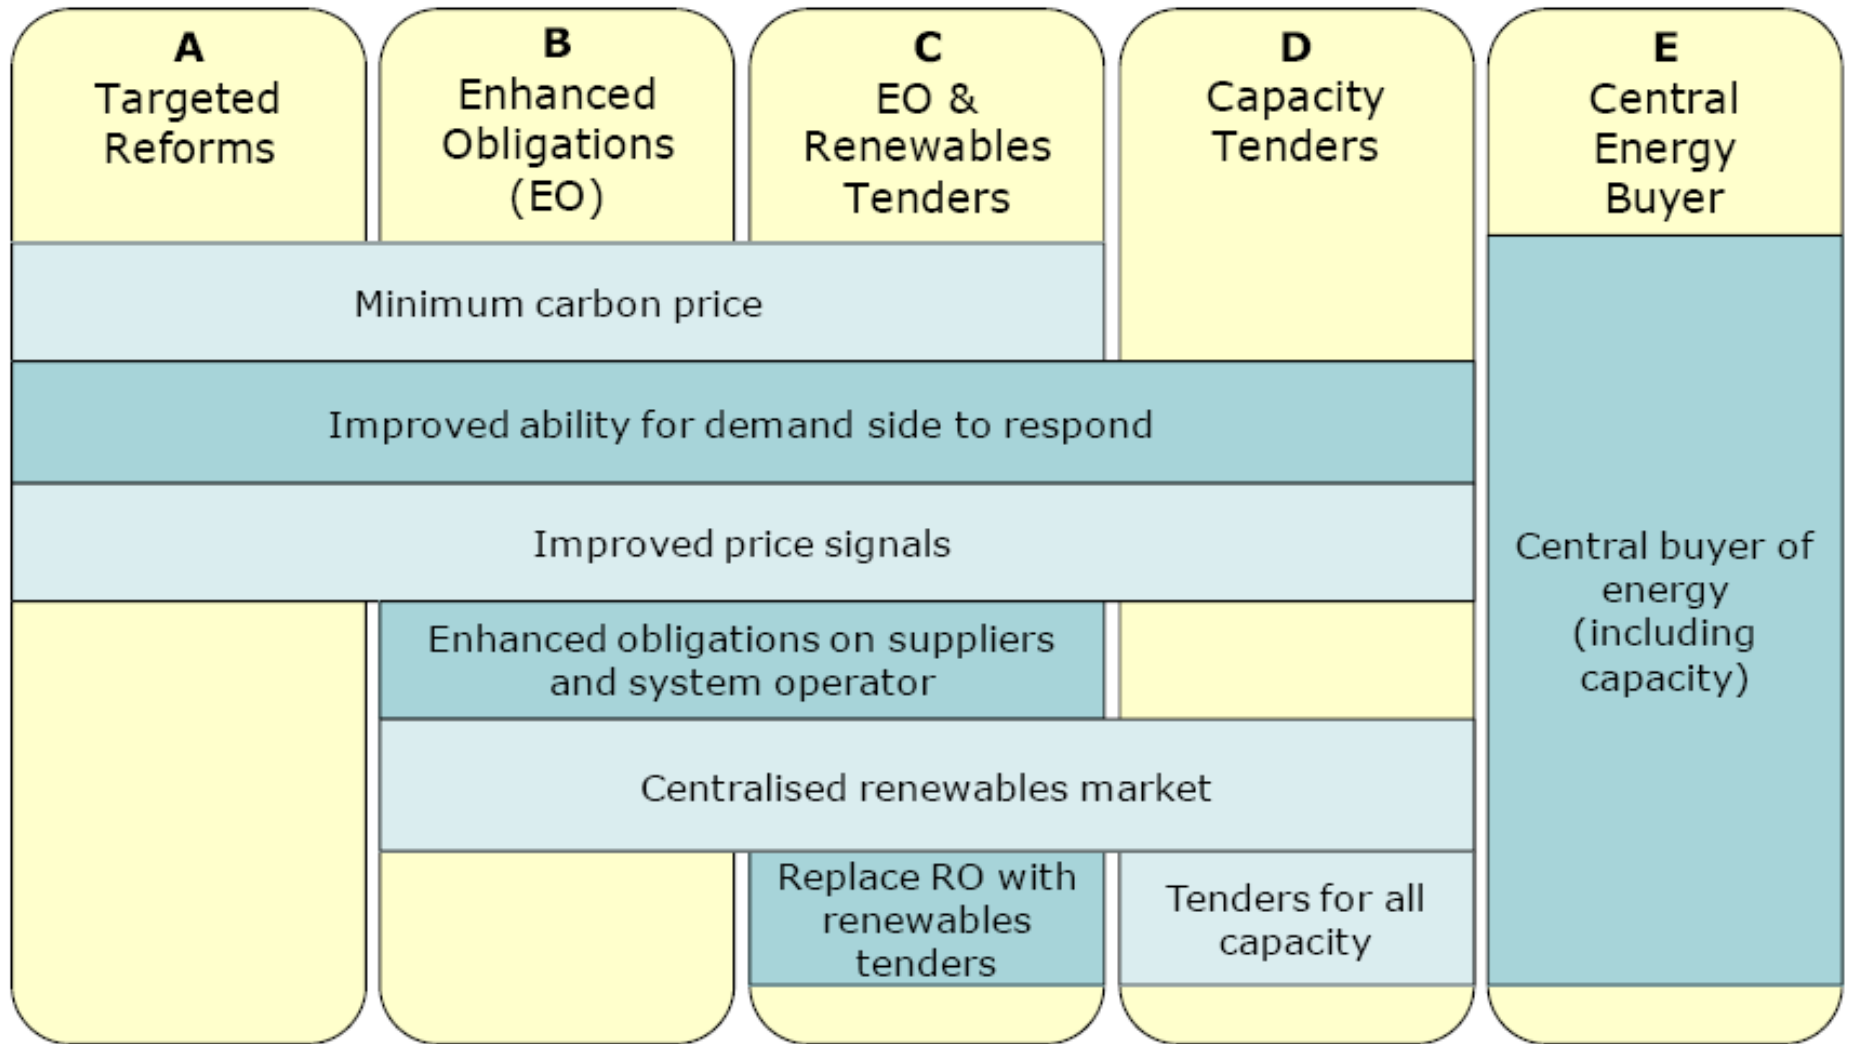 A
Targeted
Reforms
B
Enhanced
Obligations
(EO)
C
EO &
Renewables
Tenders
D
Capacity
Tenders
E
Central
Energy
Buyer
Minimum carbon price
Improved ability for demand side to respond
Improved price signals
Enhanced obligations on suppliers
and system operator
Centralised renewables market
Replace RO with
renewables
tenders
Tenders for all
capacity
Central buyer of
energy
(including
capacity)